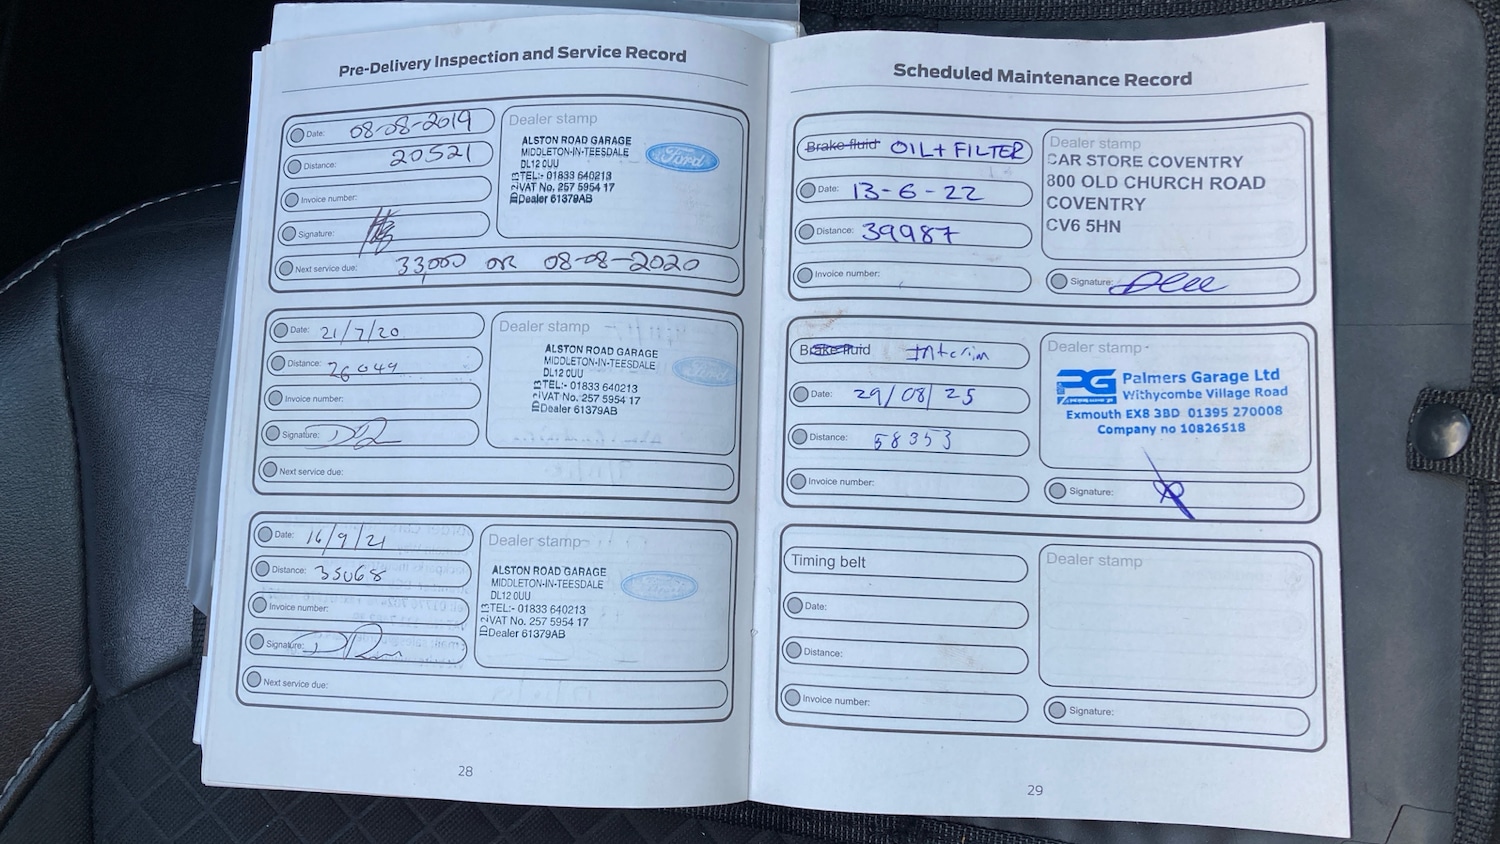 Pre-Delivery Inspection and Service Record
Date: 08-08-2019
Distance: 20521
Invoice number:
Signature:
Next service due: 33,000 OR 08-08-2020
Dealer stamp
ALSTON ROAD GARAGE
MIDDLETON-IN-TEESDALE
DL12 0UU
TEL:- 01833 640213
VAT No. 257 5954 17
Dealer 61379AB
ID 2:13
Ford
Date: 21/7/20
Distance: 26049
Invoice number:
Signature:
Next service due:
Dealer stamp
ALSTON ROAD GARAGE
MIDDLETON-IN-TEESDALE
DL12 0UU
TEL:- 01833 640213
VAT No. 257 5954 17
Dealer 61379AB
Ford
Date: 16/9/21
Distance: 35068
Invoice number:
Signature:
Next service due:
Dealer stamp
ALSTON ROAD GARAGE
MIDDLETON-IN-TEESDALE
DL12 0UU
TEL:- 01833 640213
VAT No. 257 5954 17
Dealer 61379AB
ID 2:13
28
Scheduled Maintenance Record
Brake fluid OIL + FILTER
Date: 13-6-22
Distance: 39987
Invoice number:
Dealer stamp
CAR STORE COVENTRY
800 OLD CHURCH ROAD
COVENTRY
CV6 5HN
Signature:
Brake fluid Interim
Date: 29/08/25
Distance: 58353
Invoice number:
Dealer stamp
PG Palmers Garage Ltd
Withycombe Village Road
Exmouth EX8 3BD 01395 270008
Company no 10826518
Signature:
Timing belt
Date:
Distance:
Invoice number:
Dealer stamp
Signature:
29